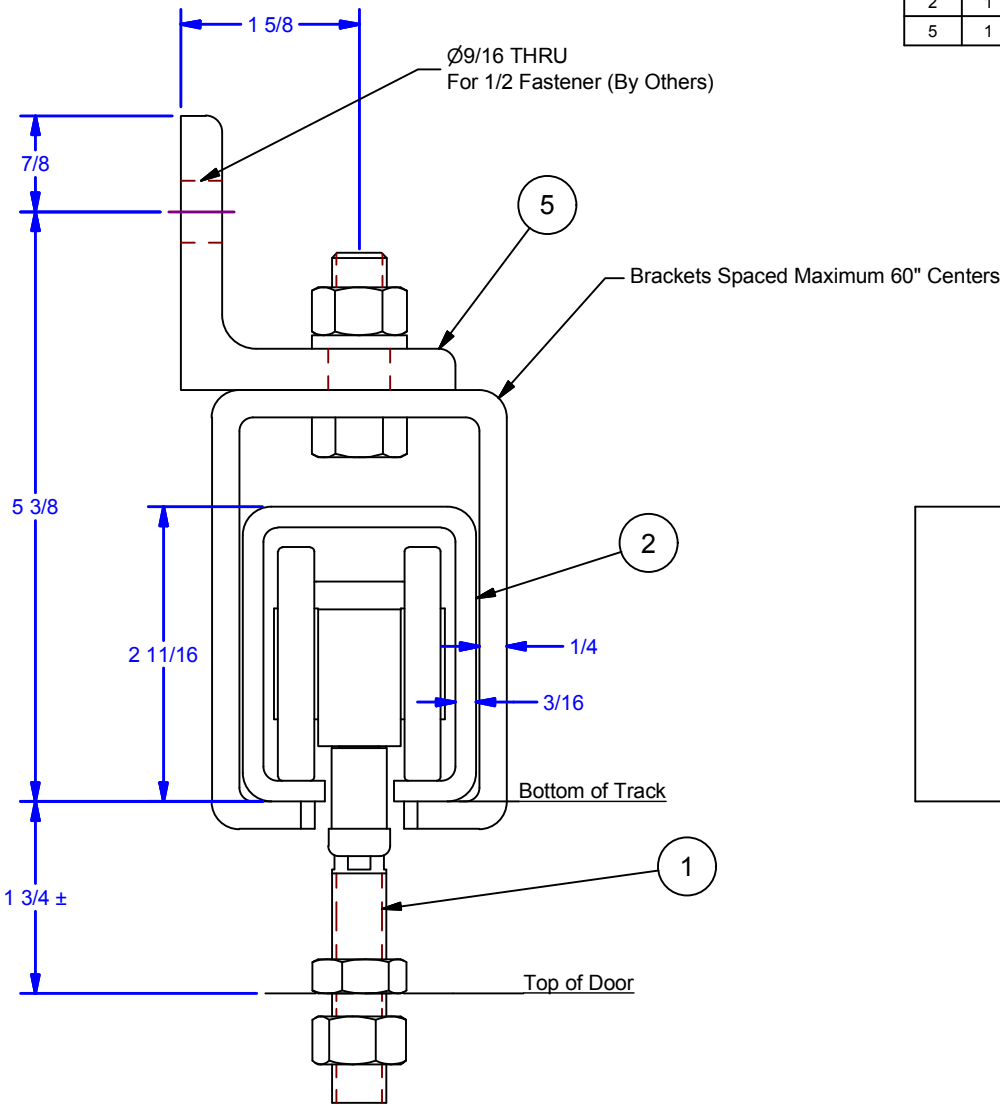 2 1
5 1
1 5/8
Ø9/16 THRU
For 1/2 Fastener (By Others)
7/8
5
Brackets Spaced Maximum 60" Centers
5 3/8
2
2 11/16
1/4
3/16
Bottom of Track
1
1 3/4 ±
Top of Door